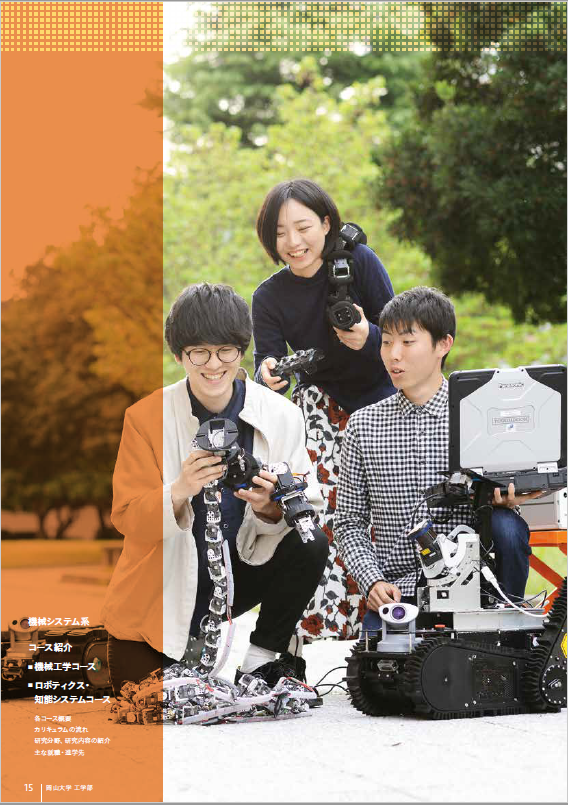 Panasonic
機械システム系
コース紹介
■機械工学コース
■ロボティクス・
知能システムコース
各コース概要
カリキュラムの流れ
研究分野、研究内容の紹介
主な就職・進学先
15 岡山大学 工学部